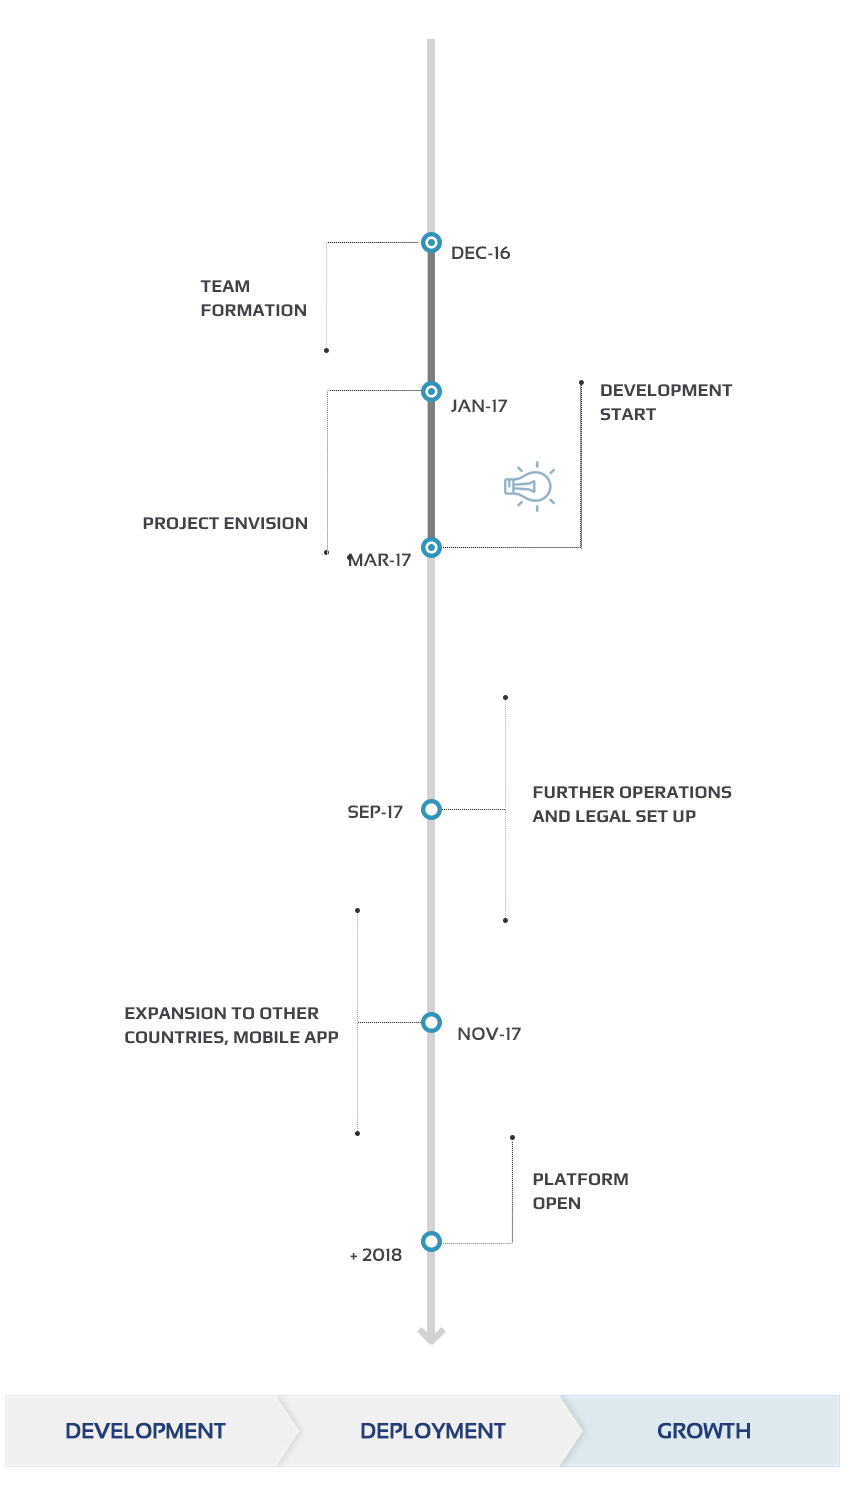 DEC-16
TEAM
FORMATION
JAN-17
DEVELOPMENT
START
PROJECT ENVISION
MAR-17
SEP-17
FURTHER OPERATIONS
AND LEGAL SET UP
EXPANSION TO OTHER
COUNTRIES, MOBILE APP
NOV-17
PLATFORM
OPEN
+ 2018
DEVELOPMENT
DEPLOYMENT
GROWTH